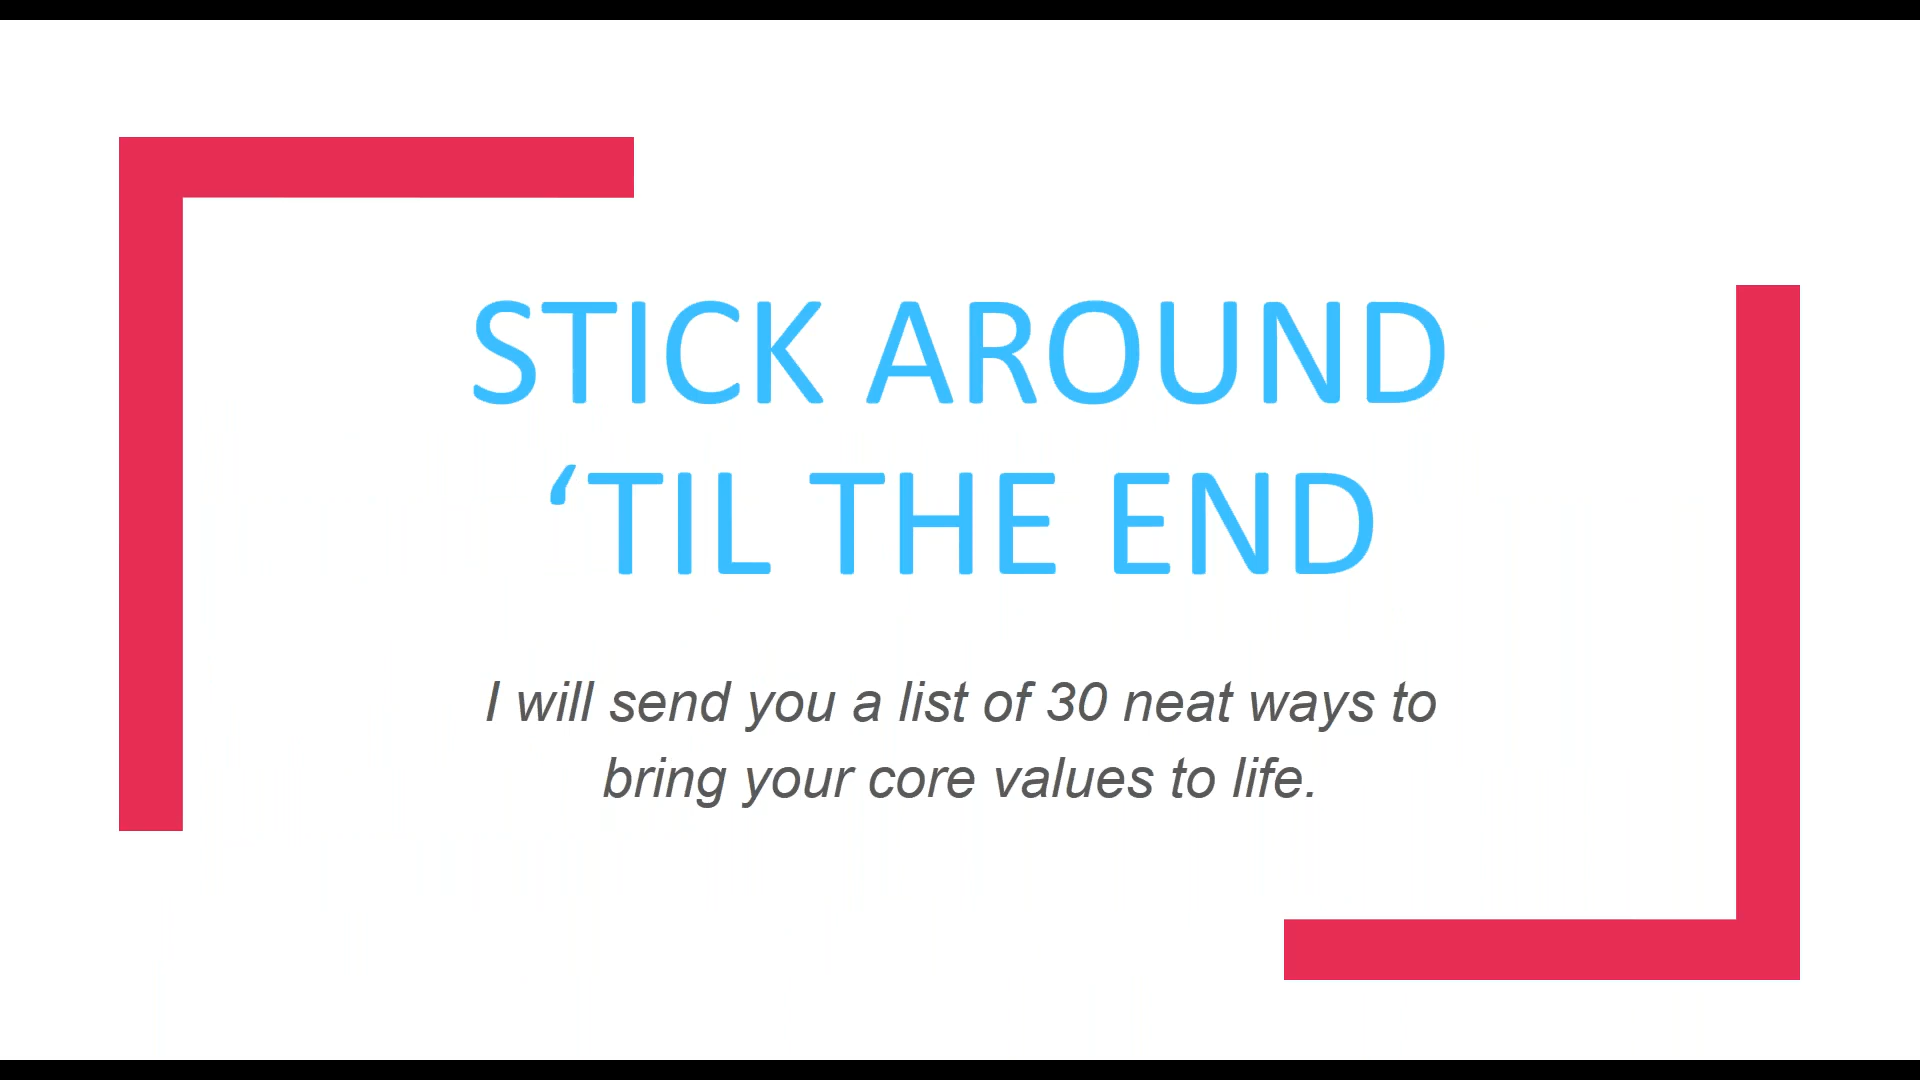 STICK AROUND
‘TIL THE END
I will send you a list of 30 neat ways to
bring your core values to life.